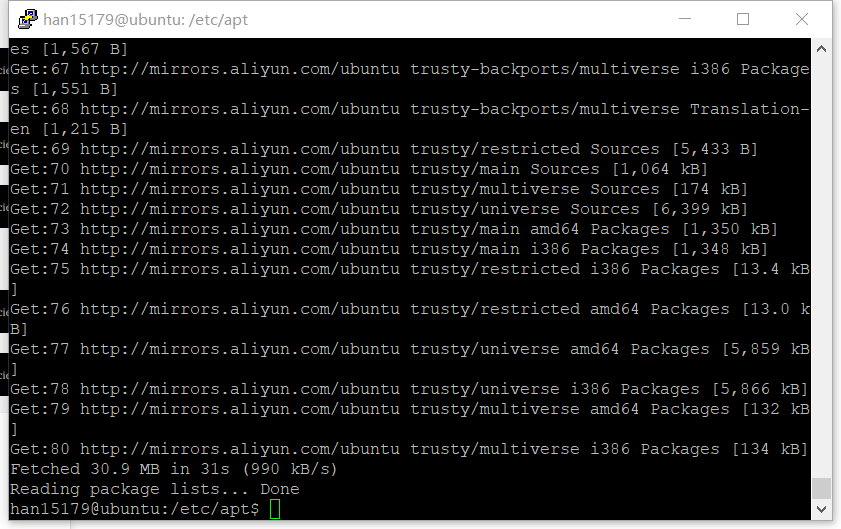 han15179@ubuntu: /etc/apt
es [1,567 B]
Get:67 http://mirrors.aliyun.com/ubuntu trusty-backports/multiverse i386 Package
s [1,551 B]
Get:68 http://mirrors.aliyun.com/ubuntu trusty-backports/multiverse Translation-
en [1,215 B]
Get:69 http://mirrors.aliyun.com/ubuntu trusty/restricted Sources [5,433 B]
Get:70 http://mirrors.aliyun.com/ubuntu trusty/main Sources [1,064 kB]
Get:71 http://mirrors.aliyun.com/ubuntu trusty/multiverse Sources [174 kB]
Get:72 http://mirrors.aliyun.com/ubuntu trusty/universe Sources [6,399 kB]
Get:73 http://mirrors.aliyun.com/ubuntu trusty/main amd64 Packages [1,350 kB]
Get:74 http://mirrors.aliyun.com/ubuntu trusty/main i386 Packages [1,348 kB]
Get:75 http://mirrors.aliyun.com/ubuntu trusty/restricted i386 Packages [13.4 kB
]
Get:76 http://mirrors.aliyun.com/ubuntu trusty/restricted amd64 Packages [13.0 k
B]
Get:77 http://mirrors.aliyun.com/ubuntu trusty/universe amd64 Packages [5,859 kB
]
Get:78 http://mirrors.aliyun.com/ubuntu trusty/universe i386 Packages [5,866 kB]
Get:79 http://mirrors.aliyun.com/ubuntu trusty/multiverse amd64 Packages [132 kB
]
Get:80 http://mirrors.aliyun.com/ubuntu trusty/multiverse i386 Packages [134 kB]
Fetched 30.9 MB in 31s (990 kB/s)
Reading package lists... Done
han15179@ubuntu:/etc/apt$